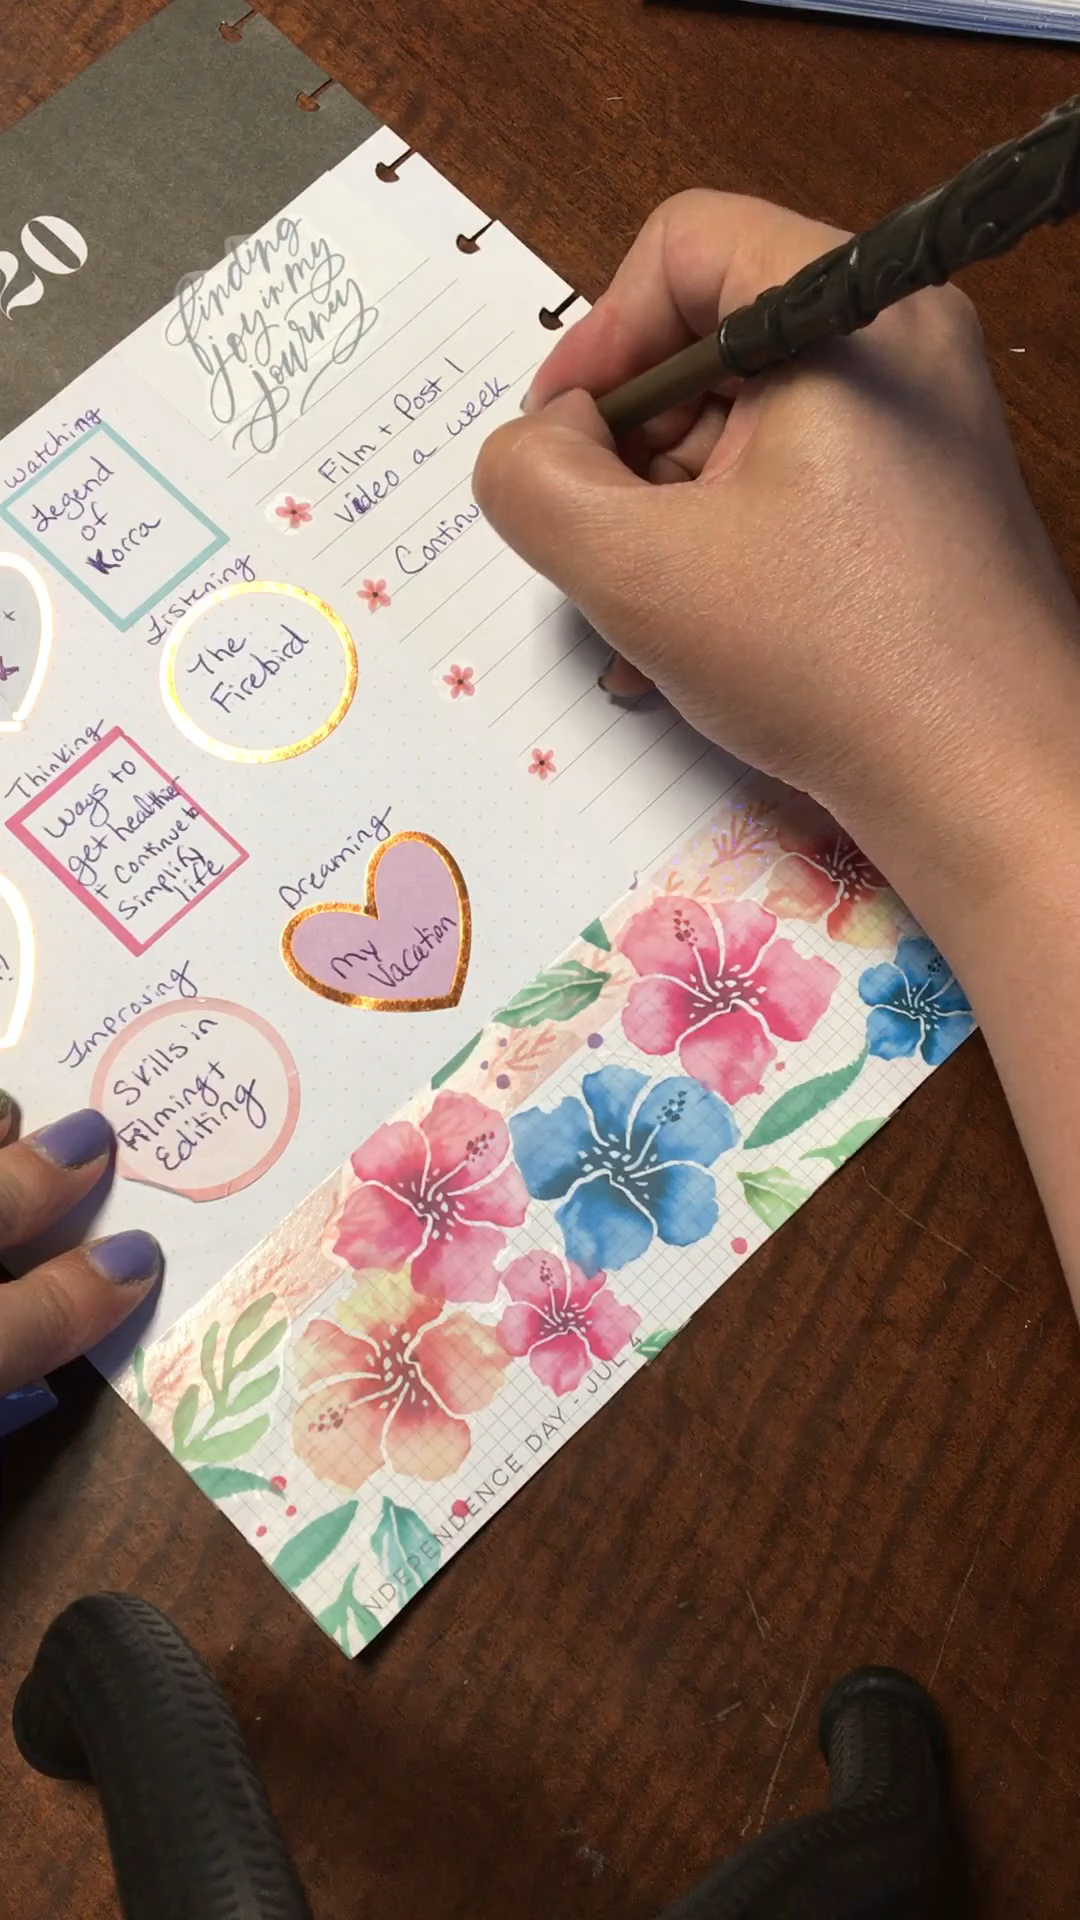 20
finding
joy in my
journey
Film + Post 1
video a week
Continu
Watching
Legend
of
Korra
Listening
The
Firebird
Thinking
Ways to
get healthier
+ Continue to
Simplify
life
Dreaming
My
Vacation
Improving
Skills in
Filming +
Editing
INDEPENDENCE DAY - JUL 4